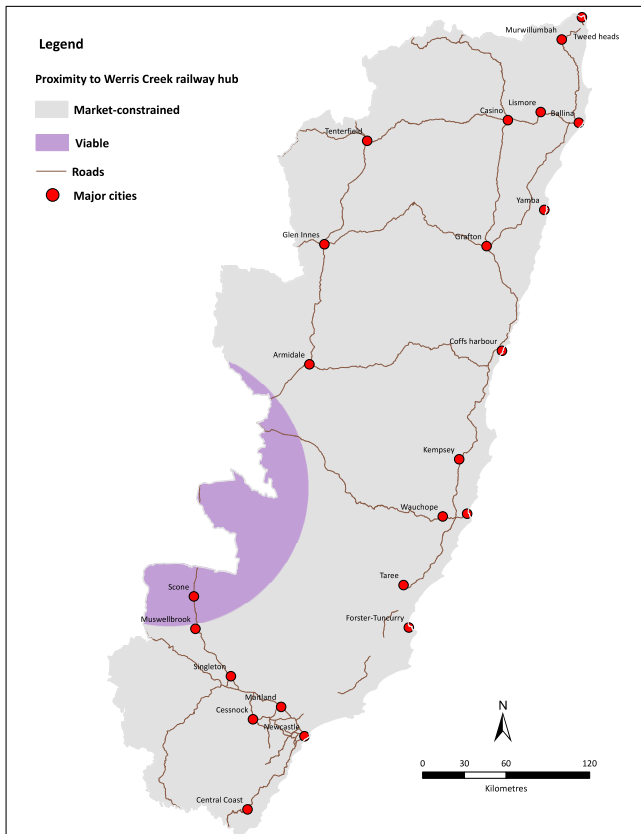 Legend
Proximity to Werris Creek railway hub
Market-constrained
Viable
Roads
Major cities
Murwillumbah
Tweed heads
Lismore
Casino
Ballina
Tenterfield
Yamba
Glen Innes
Grafton
Coffs harbour
Armidale
Kempsey
Wauchope
Taree
Scone
Forster-Tuncurry
Muswellbrook
Singleton
Maitland
Cessnock
Newcastle
Central Coast
N
0 30 60 120
Kilometres